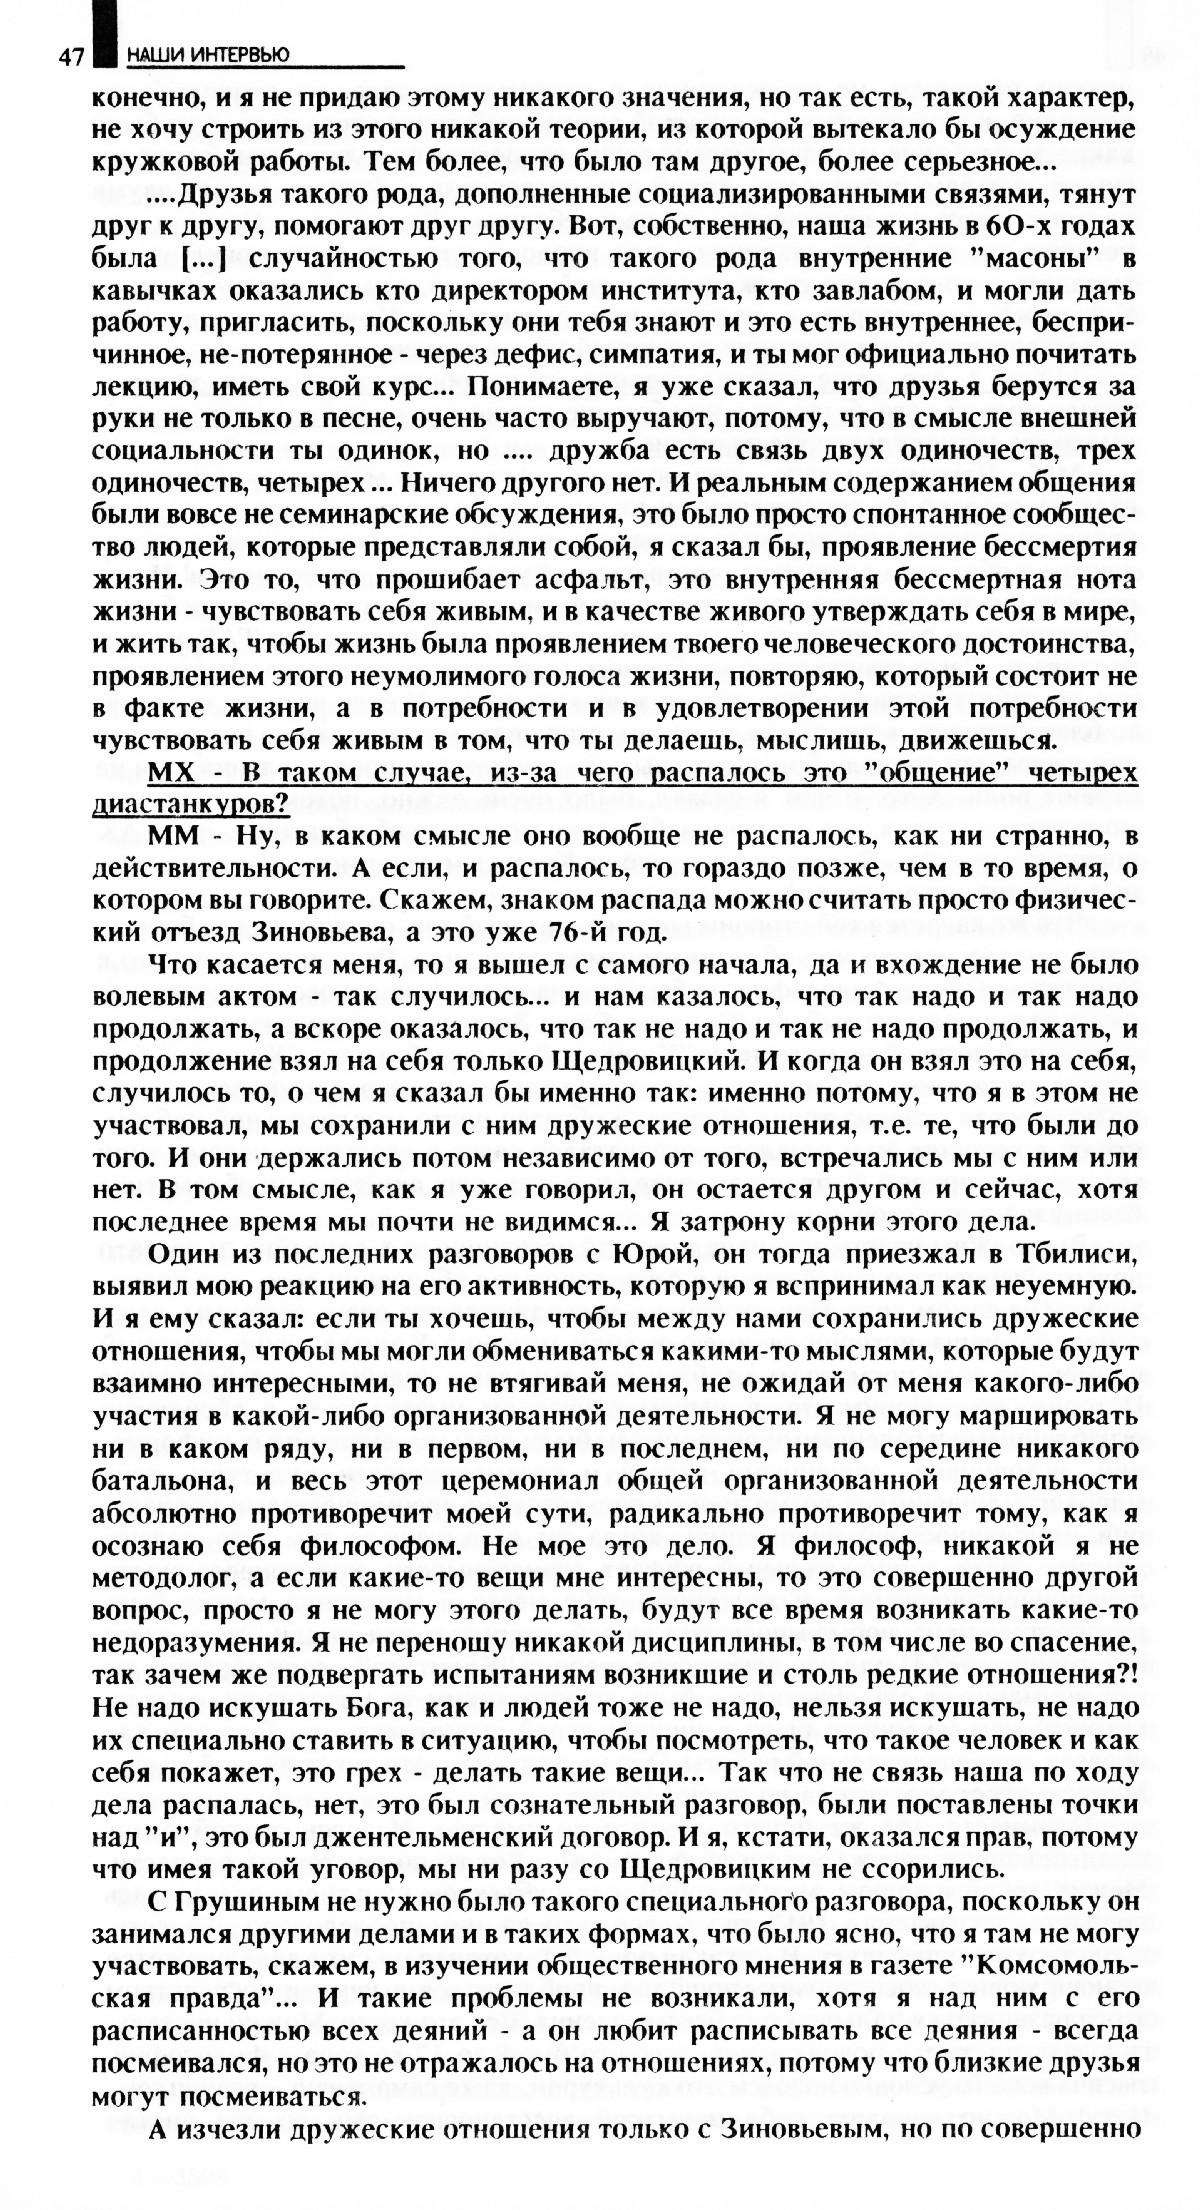 47 НАШИ ИНТЕРВЬЮ
конечно, и я не придаю этому никакого значения, но так есть, такой характер,
не хочу строить из этого никакой теории, из которой вытекало бы осуждение
кружковой работы. Тем более, что было там другое, более серьезное...
....Друзья такого рода, дополненные социализированными связями, тянут
друг к другу, помогают друг другу. Вот, собственно, наша жизнь в 60-х годах
была [...] случайностью того, что такого рода внутренние "масоны" в
кавычках оказались кто директором института, кто завлабом, и могли дать
работу, пригласить, поскольку они тебя знают и это есть внутреннее, беспри-
чинное, не-потерянное - через дефис, симпатия, и ты мог официально почитать
лекцию, иметь свой курс... Понимаете, я уже сказал, что друзья берутся за
руки не только в песне, очень часто выручают, потому, что в смысле внешней
социальности ты одинок, но .... дружба есть связь двух одиночеств, трех
одиночеств, четырех ... Ничего другого нет. И реальным содержанием общения
были вовсе не семинарские обсуждения, это было просто спонтанное сообщес-
тво людей, которые представляли собой, я сказал бы, проявление бессмертия
жизни. Это то, что прошибает асфальт, это внутренняя бессмертная нота
жизни - чувствовать себя живым, и в качестве живого утверждать себя в мире,
и жить так, чтобы жизнь была проявлением твоего человеческого достоинства,
проявлением этого неумолимого голоса жизни, повторяю, который состоит не
в факте жизни, а в потребности и в удовлетворении этой потребности
чувствовать себя живым в том, что ты делаешь, мыслишь, движешься.
МХ - В таком случае, из-за чего распалось это "общение" четырех
диастанкуров?
ММ - Ну, в каком смысле оно вообще не распалось, как ни странно, в
действительности. А если, и распалось, то гораздо позже, чем в то время, о
котором вы говорите. Скажем, знаком распада можно считать просто физичес-
кий отъезд Зиновьева, а это уже 76-й год.
Что касается меня, то я вышел с самого начала, да и вхождение не было
волевым актом - так случилось... и нам казалось, что так надо и так надо
продолжать, а вскоре оказалось, что так не надо и так не надо продолжать, и
продолжение взял на себя только Щедровицкий. И когда он взял это на себя,
случилось то, о чем я сказал бы именно так: именно потому, что я в этом не
участвовал, мы сохранили с ним дружеские отношения, т.е. те, что были до
того. И они держались потом независимо от того, встречались мы с ним или
нет. В том смысле, как я уже говорил, он остается другом и сейчас, хотя
последнее время мы почти не видимся... Я затрону корни этого дела.
Один из последних разговоров с Юрой, он тогда приезжал в Тбилиси,
выявил мою реакцию на его активность, которую я вспринимал как неуемную.
И я ему сказал: если ты хочешь, чтобы между нами сохранились дружеские
отношения, чтобы мы могли обмениваться какими-то мыслями, которые будут
взаимно интересными, то не втягивай меня, не ожидай от меня какого-либо
участия в какой-либо организованной деятельности. Я не могу маршировать
ни в каком ряду, ни в первом, ни в последнем, ни по середине никакого
батальона, и весь этот церемониал общей организованной деятельности
абсолютно противоречит моей сути, радикально противоречит тому, как я
осознаю себя философом. Не мое это дело. Я философ, никакой я не
методолог, а если какие-то вещи мне интересны, то это совершенно другой
вопрос, просто я не могу этого делать, будут все время возникать какие-то
недоразумения. Я не переношу никакой дисциплины, в том числе во спасение,
так зачем же подвергать испытаниям возникшие и столь редкие отношения?!
Не надо искушать Бога, как и людей тоже не надо, нельзя искушать, не надо
их специально ставить в ситуацию, чтобы посмотреть, что такое человек и как
себя покажет, это грех - делать такие вещи... Так что не связь наша по ходу
дела распалась, нет, это был сознательный разговор, были поставлены точки
над "и", это был джентельменский договор. И я, кстати, оказался прав, потому
что имея такой уговор, мы ни разу со Щедровицким не ссорились.
С Грушиным не нужно было такого специального разговора, поскольку он
занимался другими делами и в таких формах, что было ясно, что я там не могу
участвовать, скажем, в изучении общественного мнения в газете "Комсомоль-
ская правда"... И такие проблемы не возникали, хотя я над ним с его
расписанностью всех деяний - а он любит расписывать все деяния - всегда
посмеивался, но это не отражалось на отношениях, потому что близкие друзья
могут посмеиваться.
А изчезли дружеские отношения только с Зиновьевым, но по совершенно